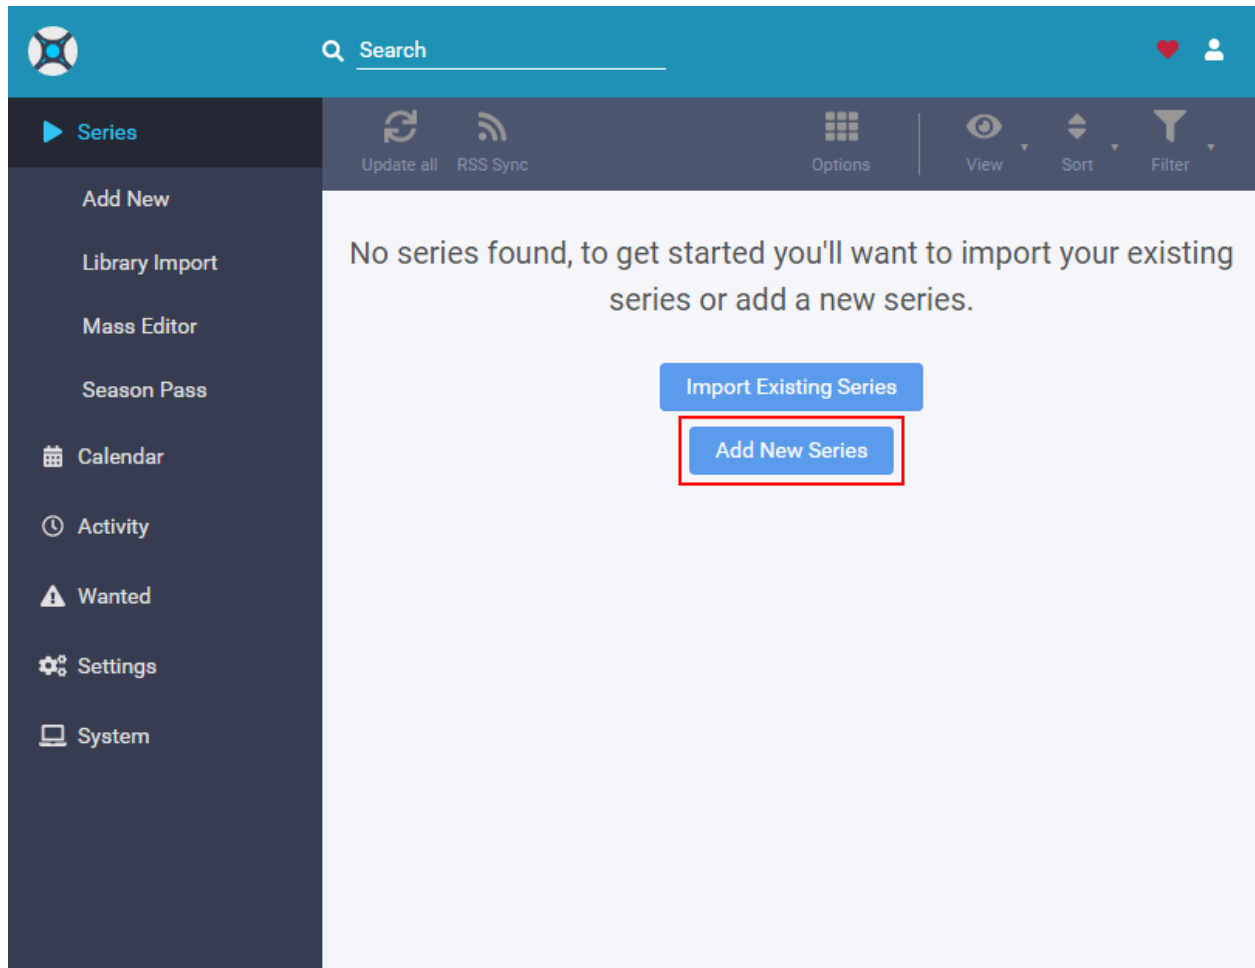 Search
Series
Add New
Library Import
Mass Editor
Season Pass
Calendar
Activity
Wanted
Settings
System
Update all
RSS Sync
Options
View
Sort
Filter
No series found, to get started you'll want to import your existing
series or add a new series.
Import Existing Series
Add New Series